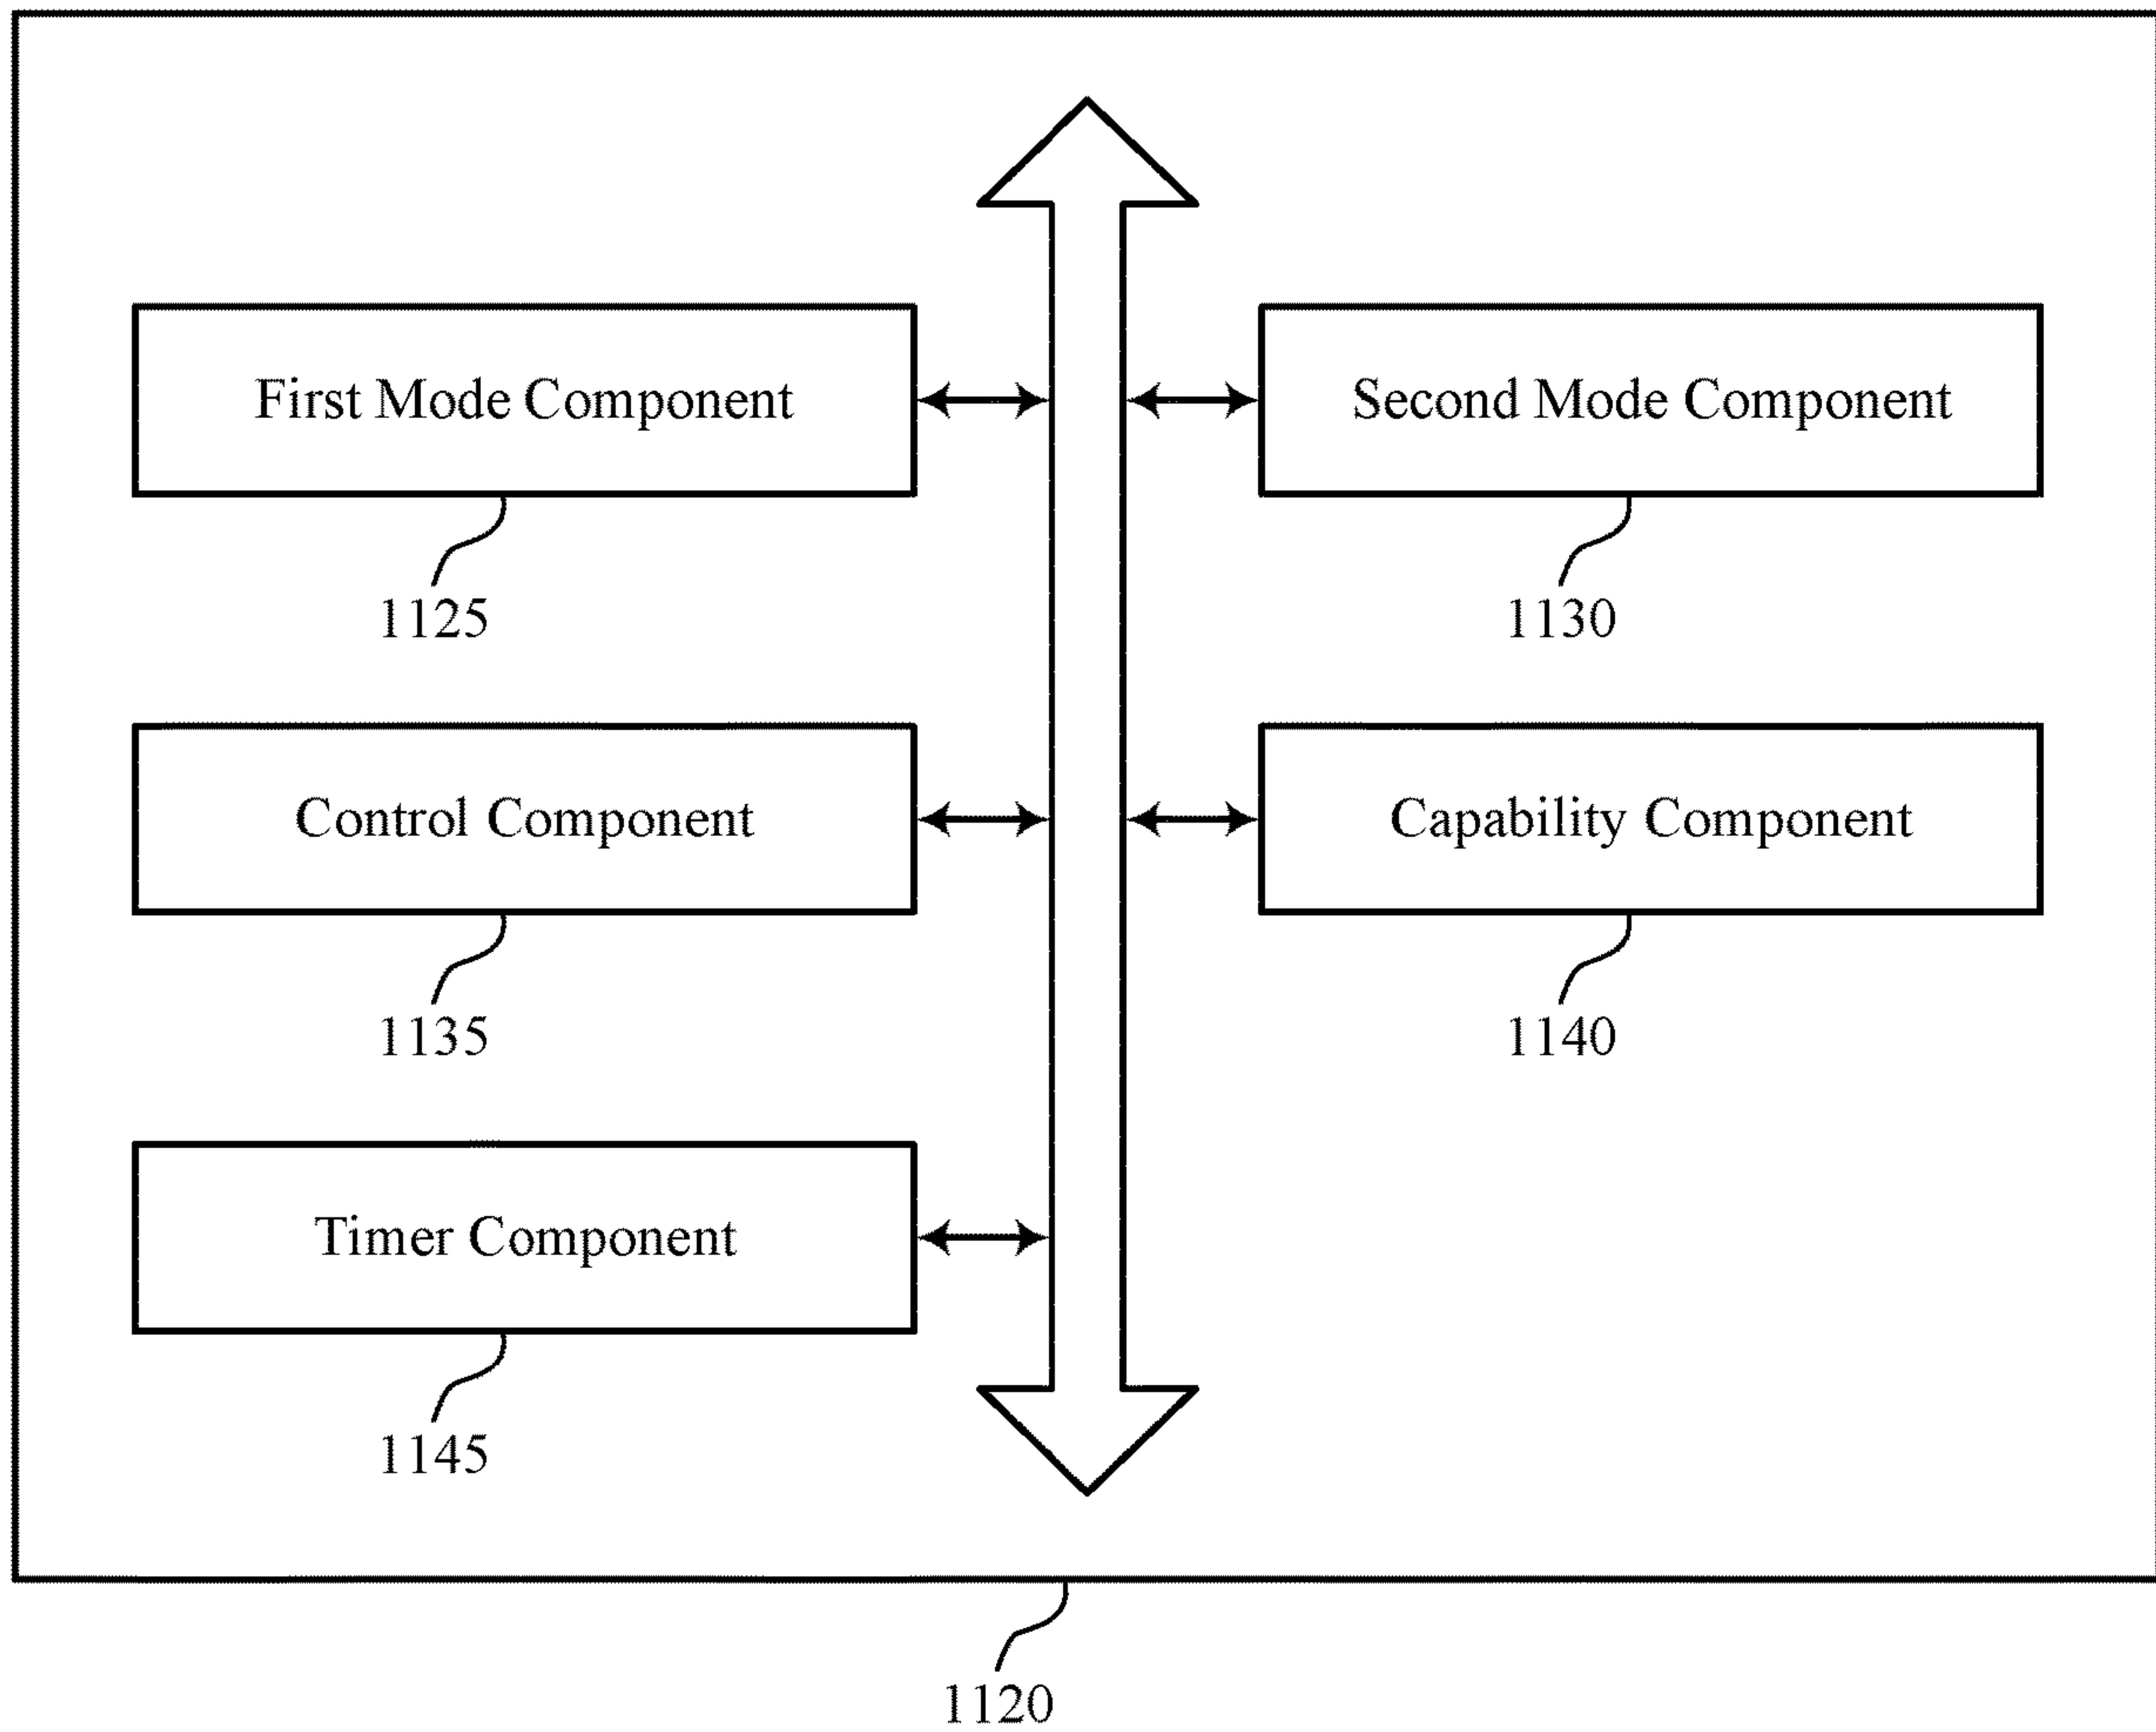 First Mode Component
Second Mode Component
1125
1130
Control Component
Capability Component
1135
1140
Timer Component
1145
1120